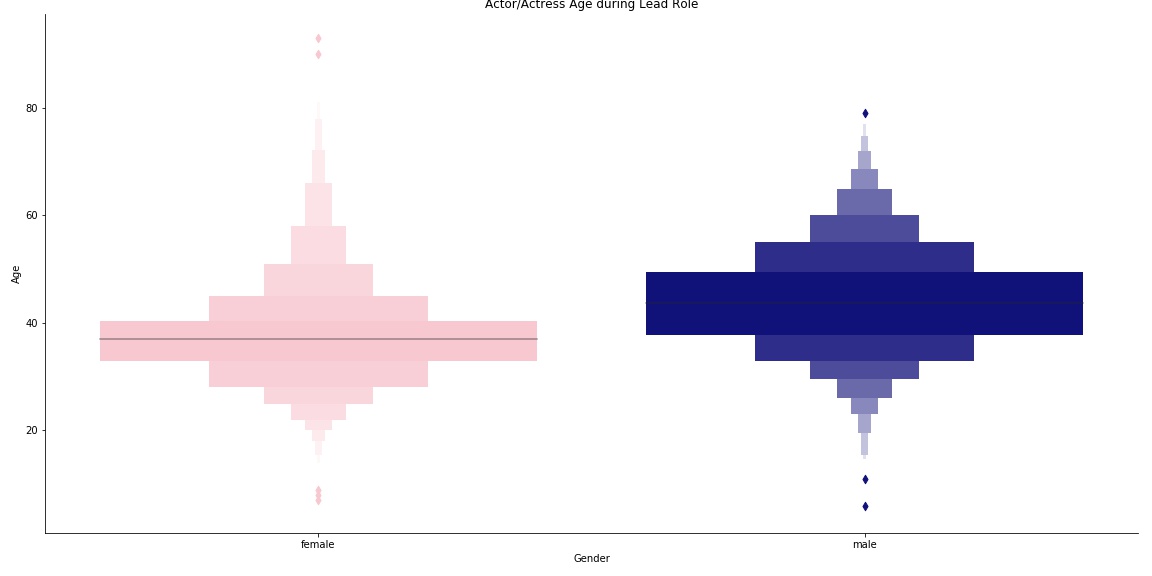 Actor/Actress Age during Lead Role
80
60
40
20
Age
female
male
Gender